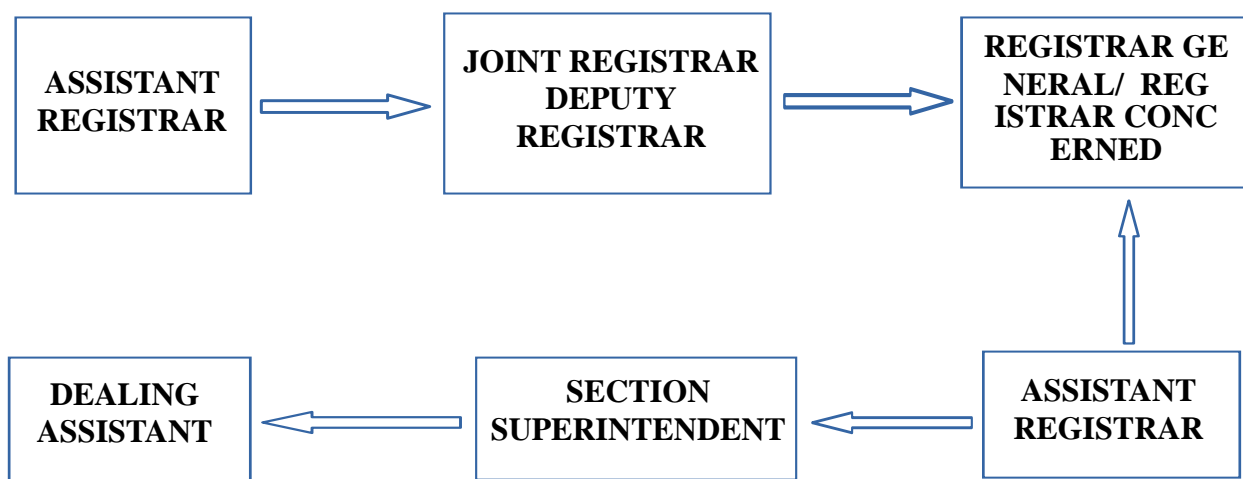 ASSISTANT
REGISTRAR
JOINT REGISTRAR
DEPUTY
REGISTRAR
REGISTRAR GE
NERAL/ REG
ISTRAR CONC
ERNED
DEALING
ASSISTANT
SECTION
SUPERINTENDENT
ASSISTANT
REGISTRAR